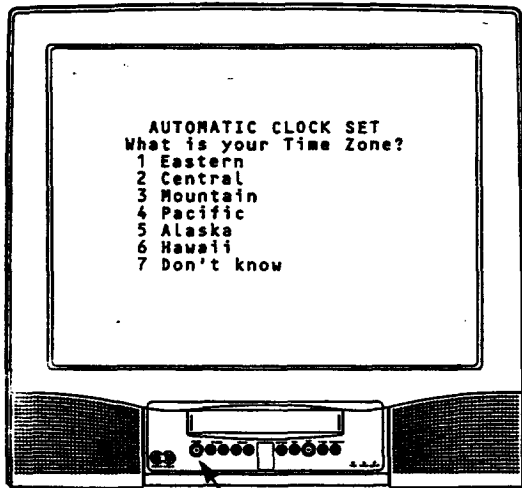 AUTOMATIC CLOCK SET
What is your Time Zone?
1 Eastern
2 Central
3 Mountain
4 Pacific
5 Alaska
6 Hawaii
7 Don't know